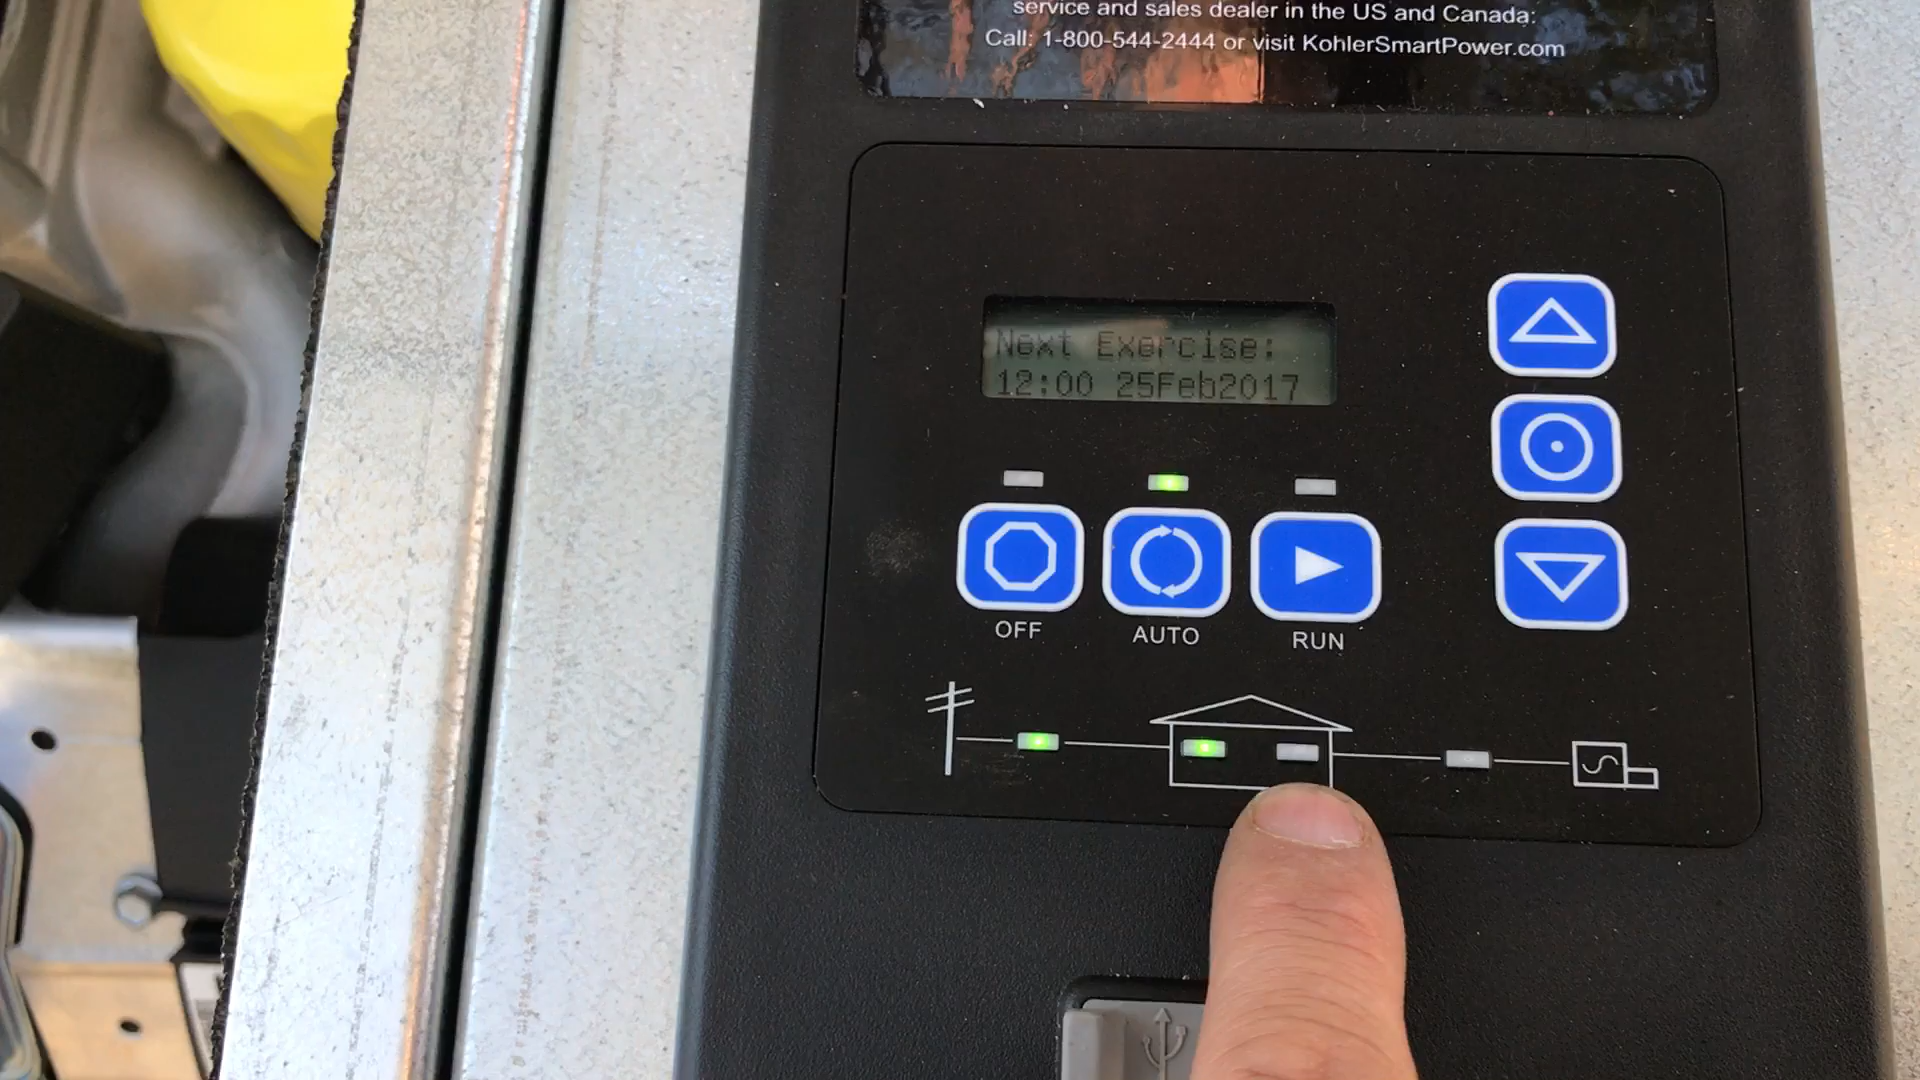 service and sales dealer in the US and Canada:
Call: 1-800-544-2444 or visit KohlerSmartPower.com
Next Exercise:
12:00 25Feb2017
OFF
AUTO
RUN